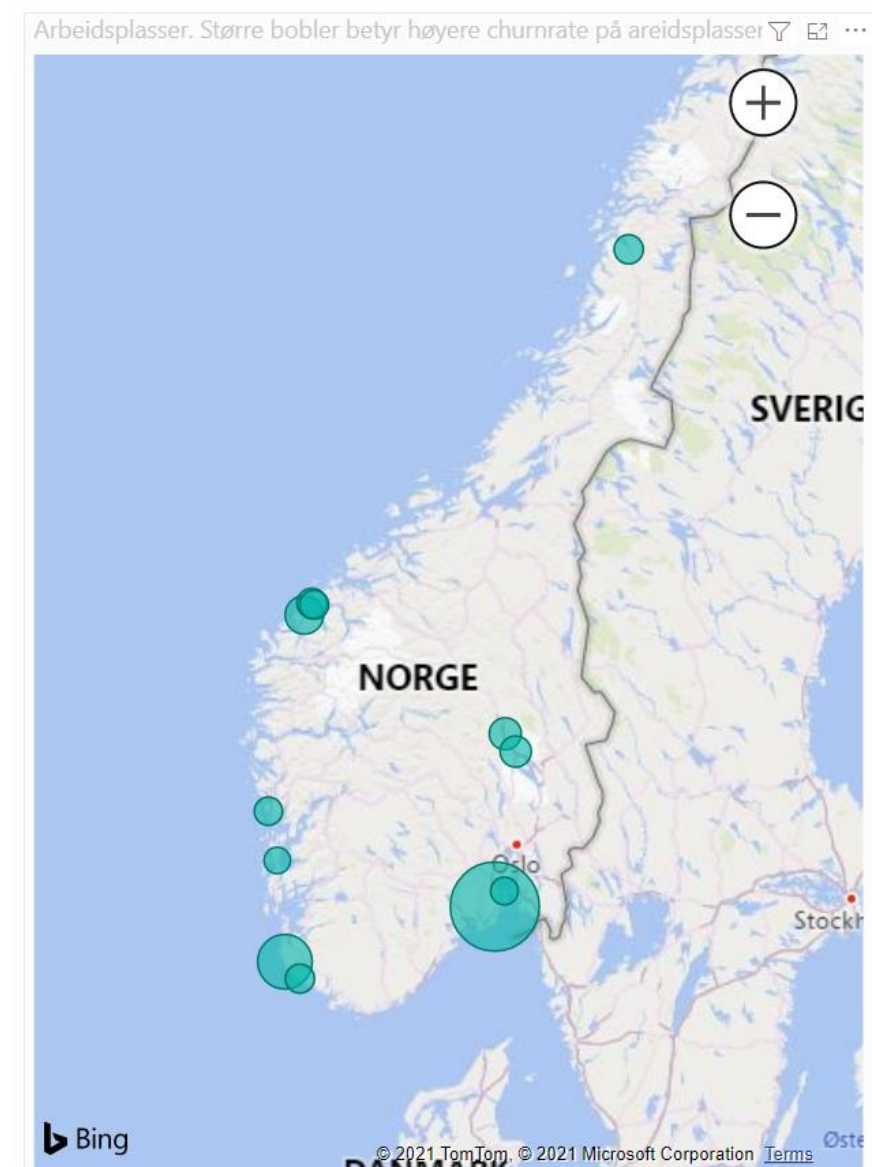 Arbeidsplasser. Større bobler betyr høyere churnrate på areidsplasser
SVERIG
NORGE
Oslo
Stockh
Bing
© 2021 TomTom, © 2021 Microsoft Corporation Terms
Øste
DANMARK